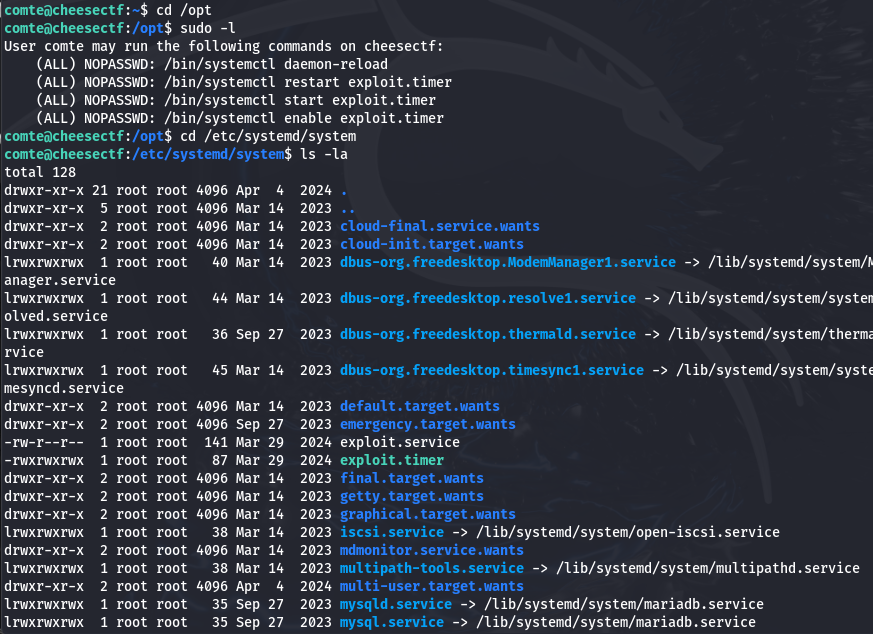 comte@cheesectf:~$ cd /opt
comte@cheesectf:/opt$ sudo -l
User comte may run the following commands on cheesectf:
    (ALL) NOPASSWD: /bin/systemctl daemon-reload
    (ALL) NOPASSWD: /bin/systemctl restart exploit.timer
    (ALL) NOPASSWD: /bin/systemctl start exploit.timer
    (ALL) NOPASSWD: /bin/systemctl enable exploit.timer
comte@cheesectf:/opt$ cd /etc/systemd/system
comte@cheesectf:/etc/systemd/system$ ls -la
total 128
drwxr-xr-x 21 root root 4096 Apr  4  2024 .
drwxr-xr-x  5 root root 4096 Mar 14  2023 ..
drwxr-xr-x  2 root root 4096 Mar 14  2023 cloud-final.service.wants
drwxr-xr-x  2 root root 4096 Mar 14  2023 cloud-init.target.wants
lrwxrwxrwx  1 root root   40 Mar 14  2023 dbus-org.freedesktop.ModemManager1.service -> /lib/systemd/system/M
anager.service
lrwxrwxrwx  1 root root   44 Mar 14  2023 dbus-org.freedesktop.resolve1.service -> /lib/systemd/system/system
olved.service
lrwxrwxrwx  1 root root   36 Sep 27  2023 dbus-org.freedesktop.thermald.service -> /lib/systemd/system/therma
rvice
lrwxrwxrwx  1 root root   45 Mar 14  2023 dbus-org.freedesktop.timesync1.service -> /lib/systemd/system/syste
mesyncd.service
drwxr-xr-x  2 root root 4096 Mar 14  2023 default.target.wants
drwxr-xr-x  2 root root 4096 Sep 27  2023 emergency.target.wants
-rw-r--r--  1 root root  141 Mar 29  2024 exploit.service
-rwxrwxrwx  1 root root   87 Mar 29  2024 exploit.timer
drwxr-xr-x  2 root root 4096 Mar 14  2023 final.target.wants
drwxr-xr-x  2 root root 4096 Mar 14  2023 getty.target.wants
drwxr-xr-x  2 root root 4096 Mar 14  2023 graphical.target.wants
lrwxrwxrwx  1 root root   38 Mar 14  2023 iscsi.service -> /lib/systemd/system/open-iscsi.service
drwxr-xr-x  2 root root 4096 Mar 14  2023 mdmonitor.service.wants
lrwxrwxrwx  1 root root   38 Mar 14  2023 multipath-tools.service -> /lib/systemd/system/multipathd.service
drwxr-xr-x  2 root root 4096 Apr  4  2024 multi-user.target.wants
lrwxrwxrwx  1 root root   35 Sep 27  2023 mysqld.service -> /lib/systemd/system/mariadb.service
lrwxrwxrwx  1 root root   35 Sep 27  2023 mysql.service -> /lib/systemd/system/mariadb.service